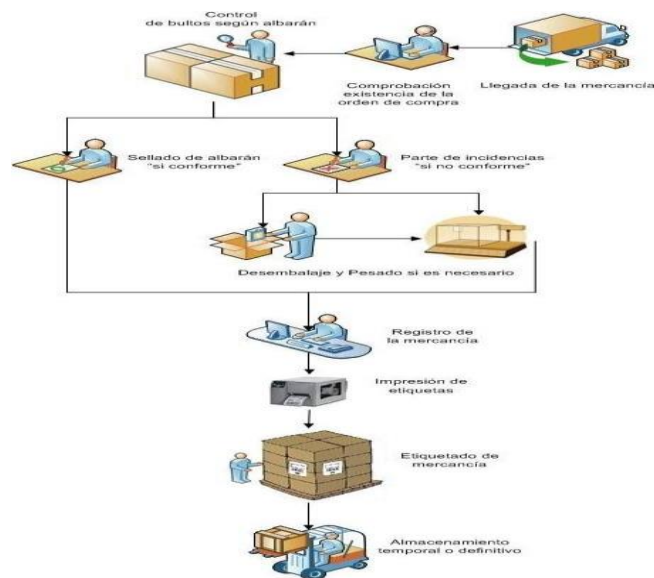 Control
de bultos según albarán
Comprobación
existencia de la
orden de compra
Llegada de la mercancía
Sellado de albarán
"si conforme"
Parte de incidencias
"si no conforme"
Desembalaje y Pesado si es necesario
Registro de
la mercancía
Impresión de
etiquetas
Etiquetado de
mercancía
Almacenamiento
temporal o definitivo